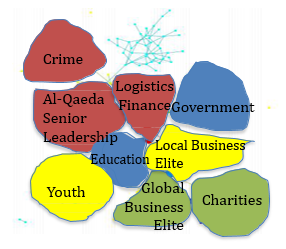 Crime
Logistics
Finance
Al-Qaeda
Senior
Leadership
Government
Education
Local Business
Elite
Youth
Global
Business
Elite
Charities